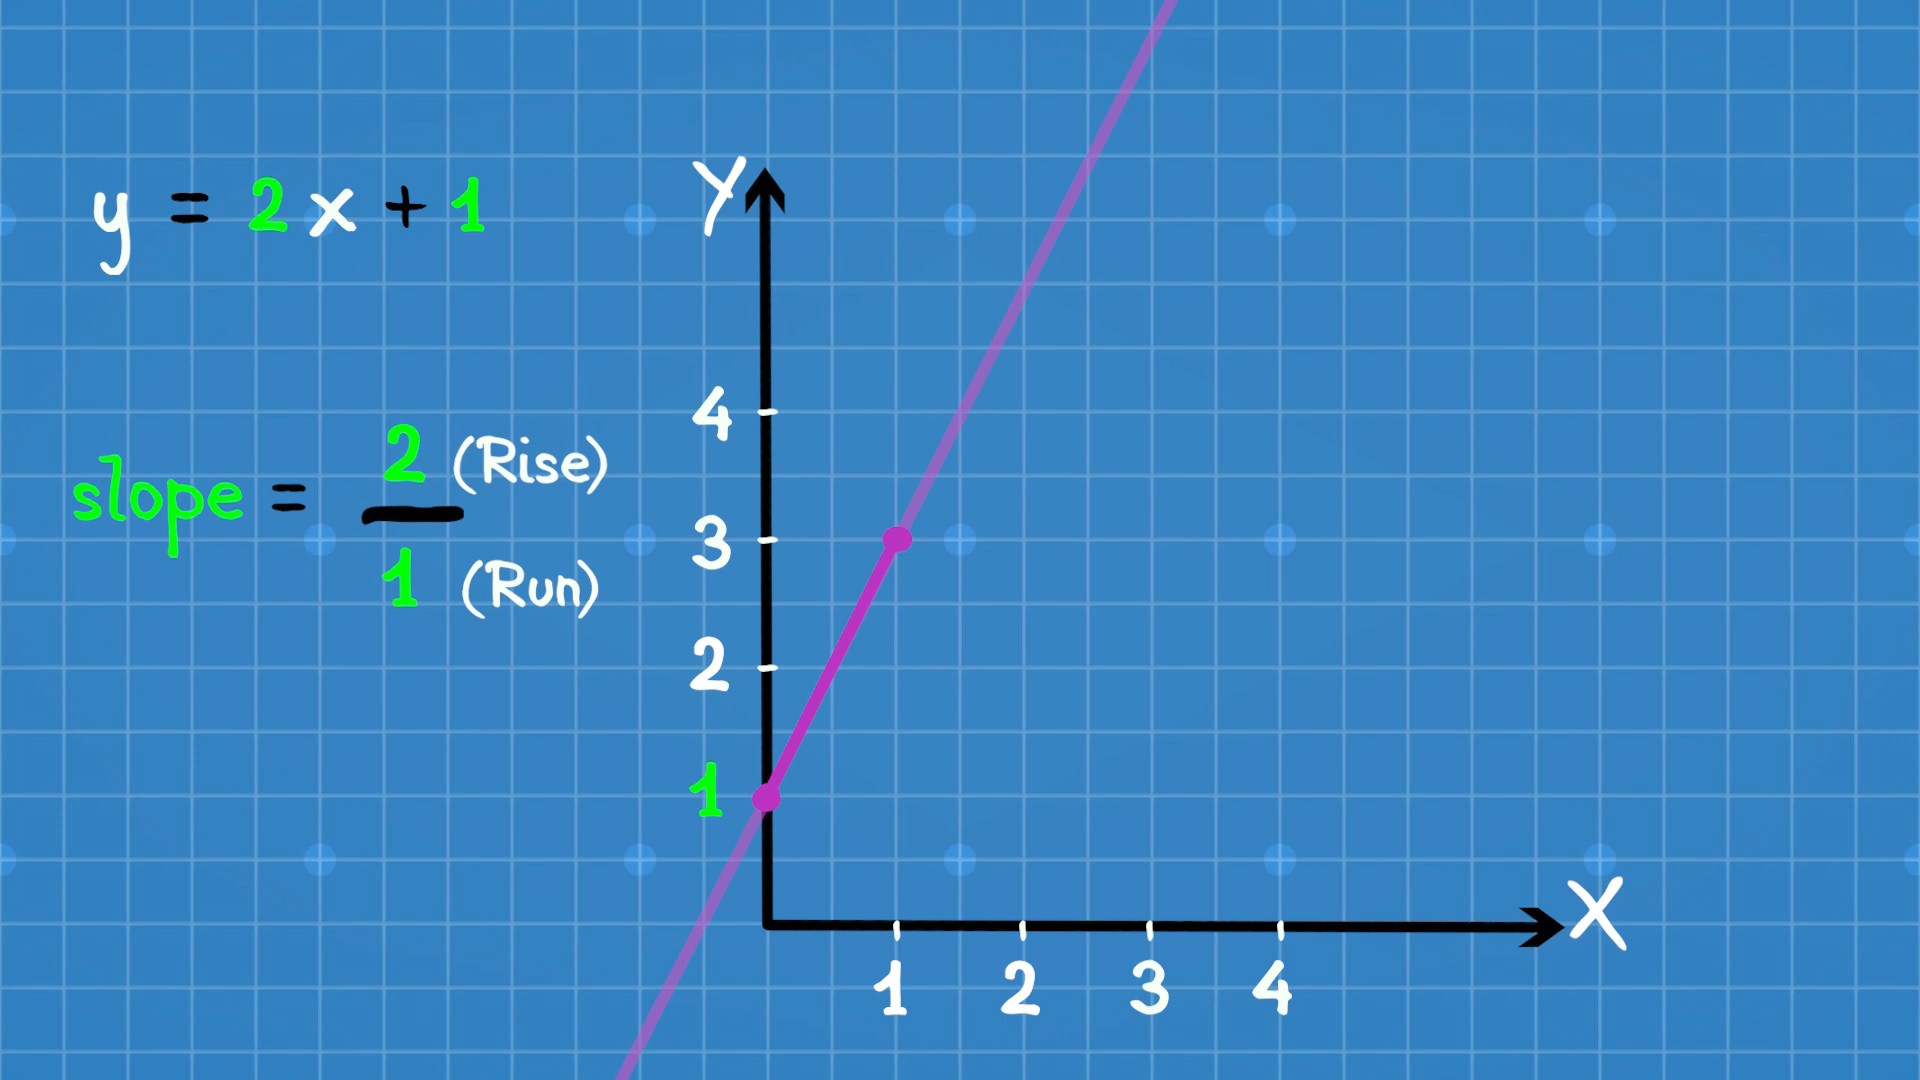 y = 2x + 1
slope = 2 (Rise)
1 (Run)
Y
4
3
2
1
X
1 2 3 4